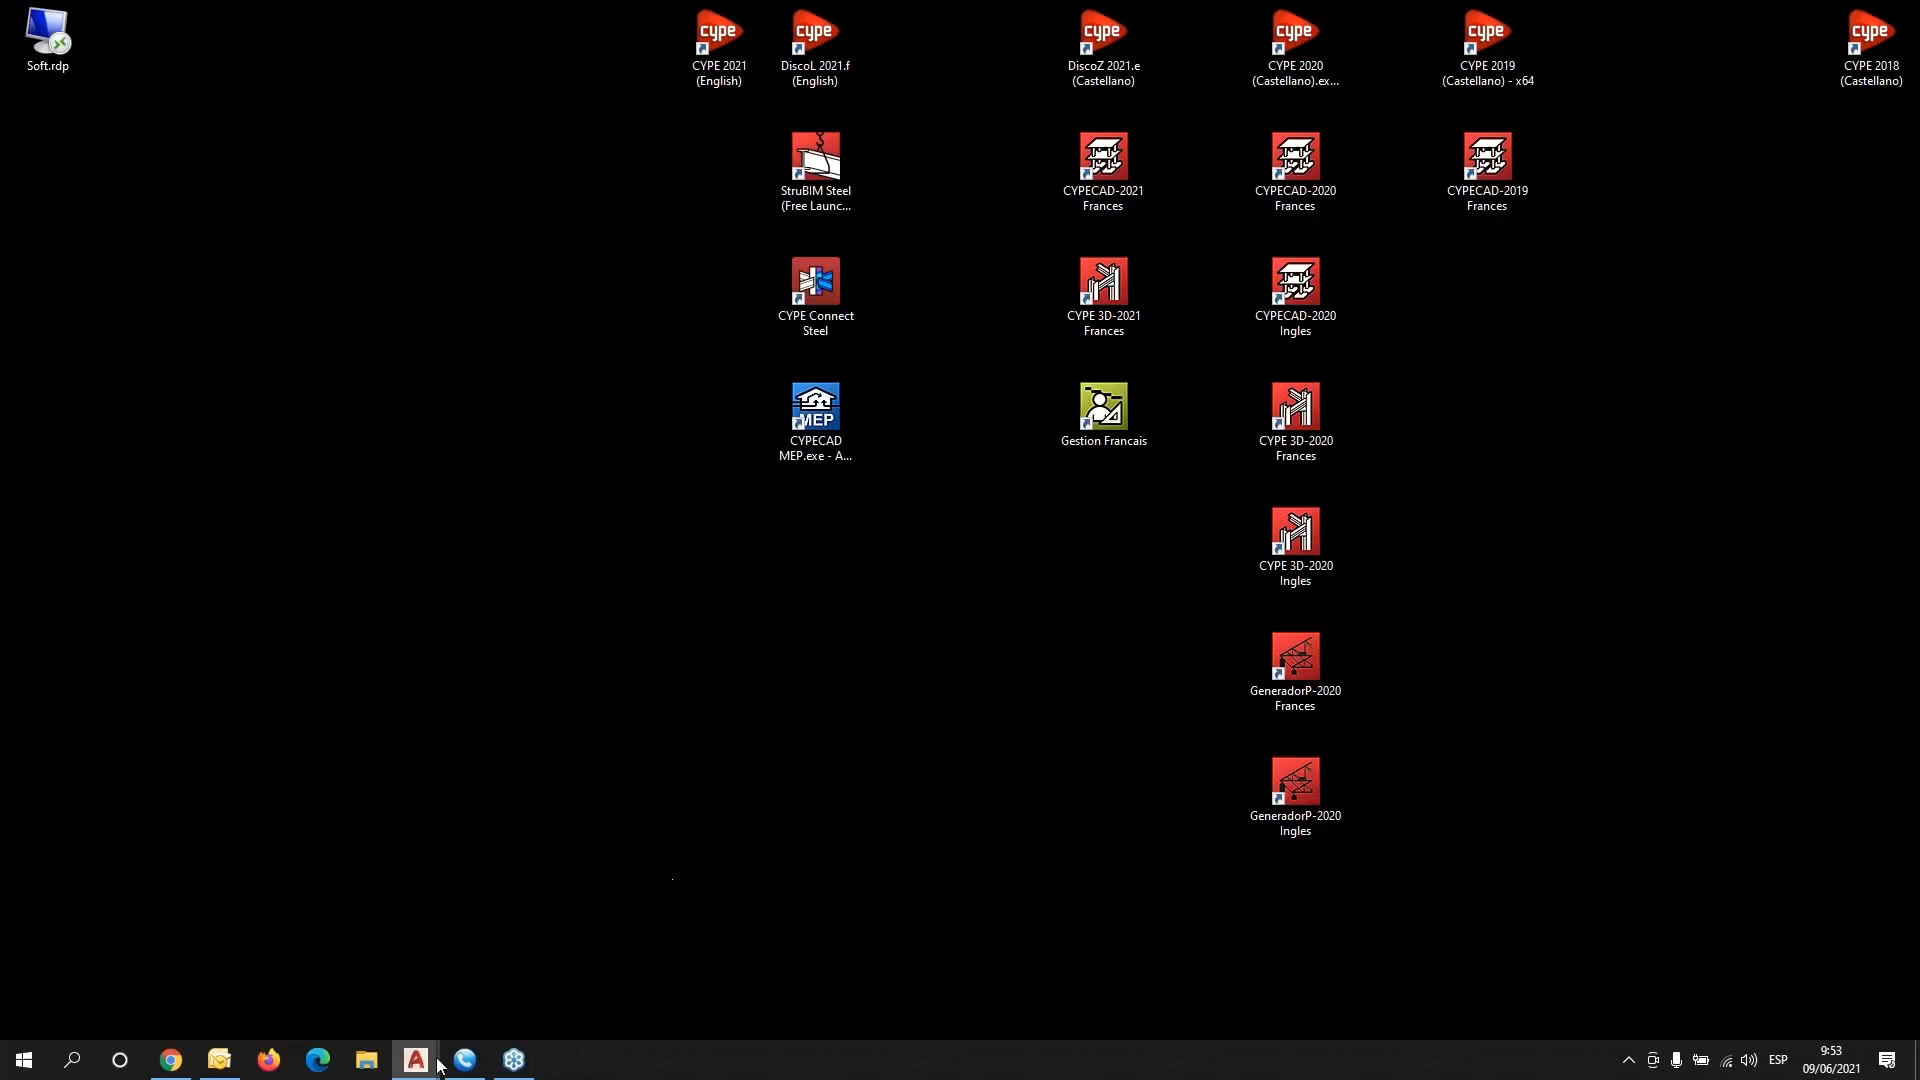 Soft.rdp
cype
CYPE 2021
(English)
cype
DiscoL 2021.f
(English)
cype
DiscoZ 2021.e
(Castellano)
cype
CYPE 2020
(Castellano).ex...
cype
CYPE 2019
(Castellano) - x64
cype
CYPE 2018
(Castellano)
StruBIM Steel
(Free Launc...
CYPECAD-2021
Frances
CYPECAD-2020
Frances
CYPECAD-2019
Frances
CYPE Connect
Steel
CYPE 3D-2021
Frances
CYPECAD-2020
Ingles
MEP
CYPECAD
MEP.exe - A...
Gestion Francais
CYPE 3D-2020
Frances
CYPE 3D-2020
Ingles
GeneradorP-2020
Frances
GeneradorP-2020
Ingles
A
ESP
9:53
09/06/2021